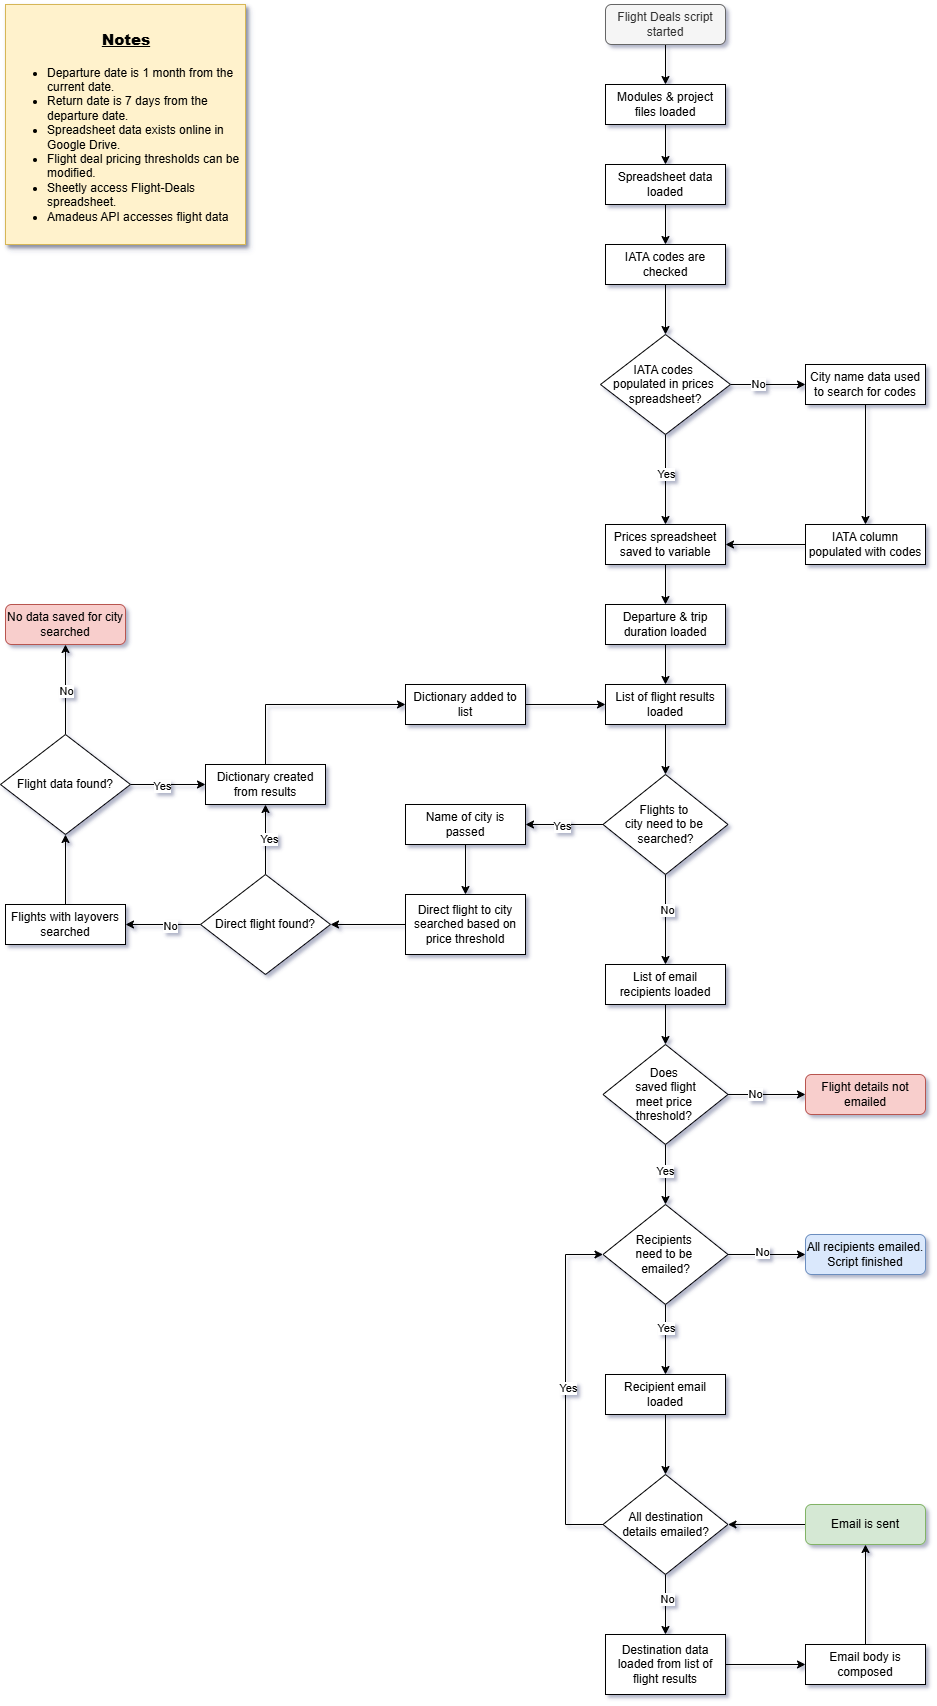 Notes
Departure date is 1 month from the
current date.
Return date is 7 days from the
departure date.
Spreadsheet data exists online in
Google Drive.
Flight deal pricing thresholds can be
modified.
Sheetly access Flight-Deals
spreadsheet.
Amadeus API accesses flight data
Flight Deals script
started
Modules & project
files loaded
Spreadsheet data
loaded
IATA codes are
checked
IATA codes
populated in prices
spreadsheet?
No
City name data used
to search for codes
Yes
Prices spreadsheet
saved to variable
IATA column
populated with codes
Departure & trip
duration loaded
No data saved for city
searched
No
Dictionary added to
list
List of flight results
loaded
Flight data found?
Yes
Dictionary created
from results
Flights to
city need to be
searched?
Yes
Name of city is
passed
Yes
Flights with layovers
searched
No
Direct flight found?
Direct flight to city
searched based on
price threshold
No
List of email
recipients loaded
Does
saved flight
meet price
threshold?
No
Flight details not
emailed
Yes
Recipients
need to be
emailed?
No
All recipients emailed.
Script finished
Yes
Yes
Recipient email
loaded
All destination
details emailed?
Email is sent
No
Destination data
loaded from list of
flight results
Email body is
composed